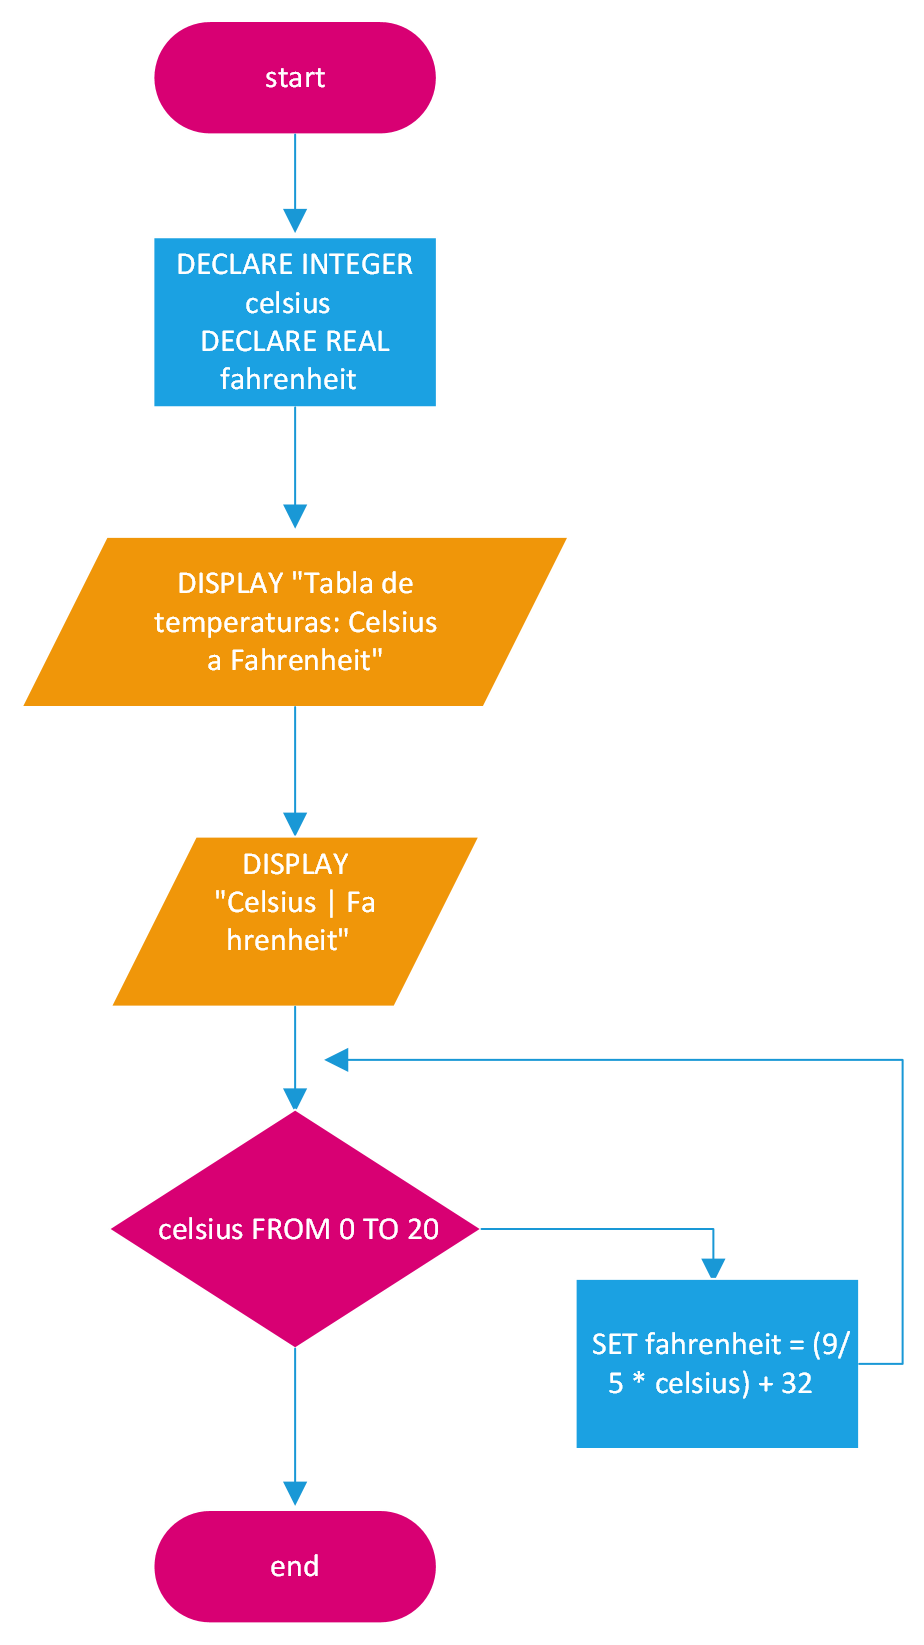 start
DECLARE INTEGER
celsius
DECLARE REAL
fahrenheit
DISPLAY "Tabla de
temperaturas: Celsius
a Fahrenheit"
DISPLAY
"Celsius | Fa
hrenheit"
celsius FROM 0 TO 20
SET fahrenheit = (9/
5 * celsius) + 32
end